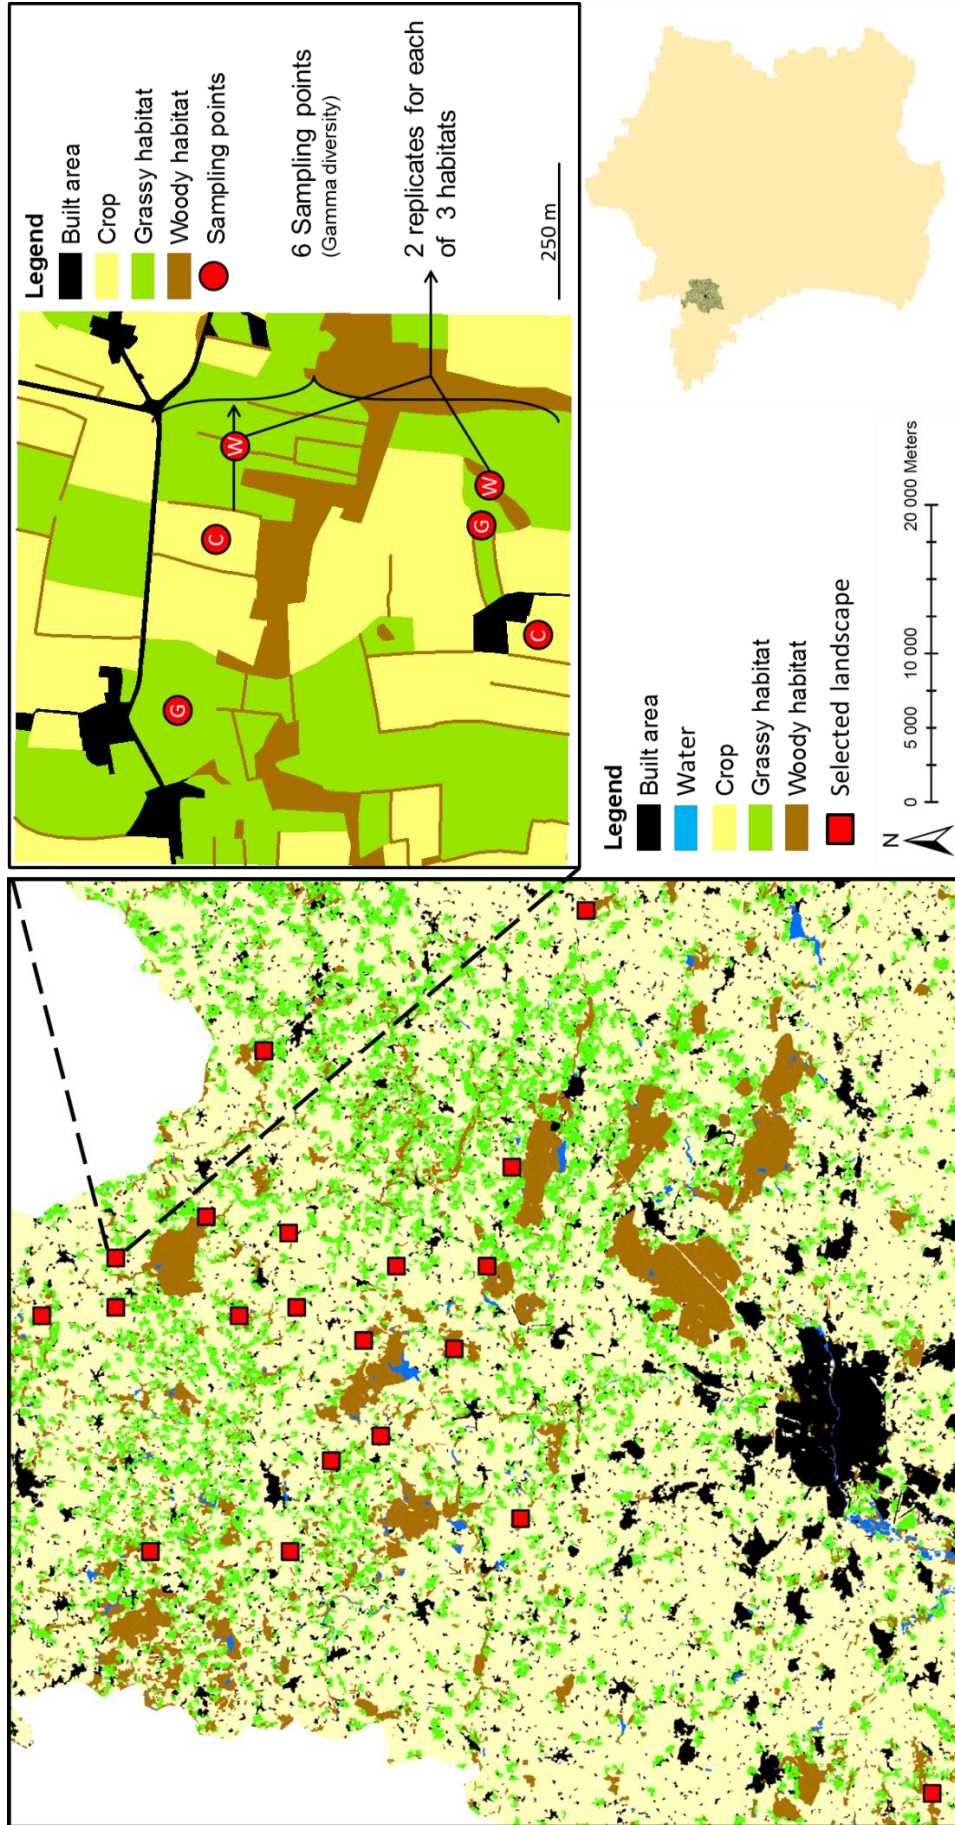 Legend
Built area
Crop
Grassy habitat
Woody habitat
Sampling points
6 Sampling points
(Gamma diversity)
2 replicates for each
of 3 habitats
250 m
G
C
W
C
G
W
Legend
Built area
Water
Crop
Grassy habitat
Woody habitat
Selected landscape
N
0 5 000 10 000 20 000 Meters